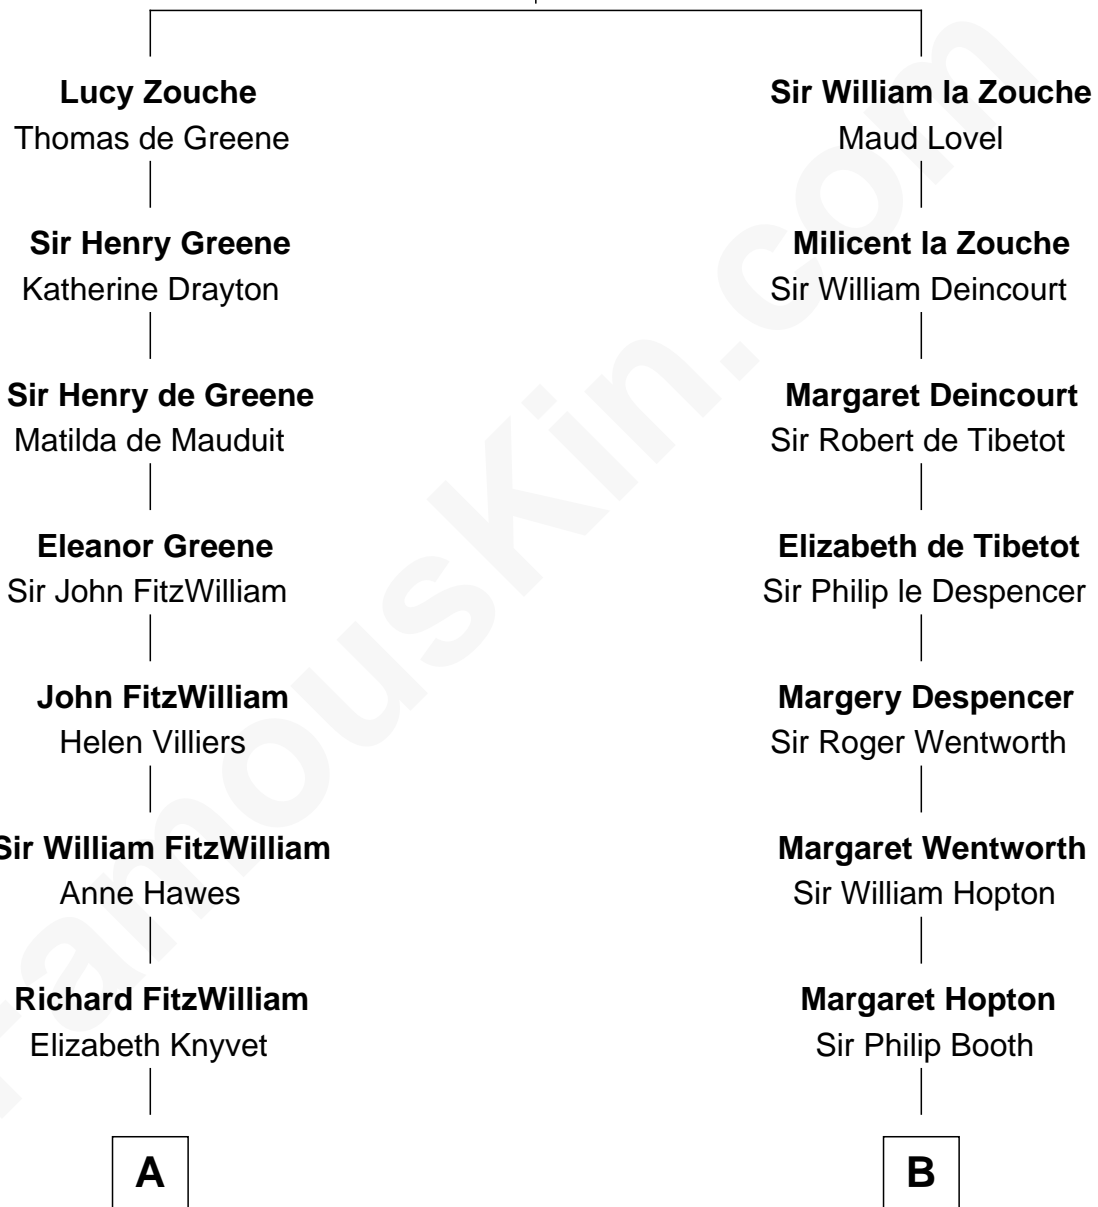 Lucy Zouche
Thomas de Greene
Sir Henry Greene
Katherine Drayton
Sir Henry de Greene
Matilda de Mauduit
Eleanor Greene
Sir John FitzWilliam
John FitzWilliam
Helen Villiers
Sir William FitzWilliam
Anne Hawes
Richard FitzWilliam
Elizabeth Knyvet
A
Sir William la Zouche
Maud Lovel
Milicent la Zouche
Sir William Deincourt
Margaret Deincourt
Sir Robert de Tibetot
Elizabeth de Tibetot
Sir Philip le Despencer
Margery Despencer
Sir Roger Wentworth
Margaret Wentworth
Sir William Hopton
Margaret Hopton
Sir Philip Booth
B
FamousKin.com